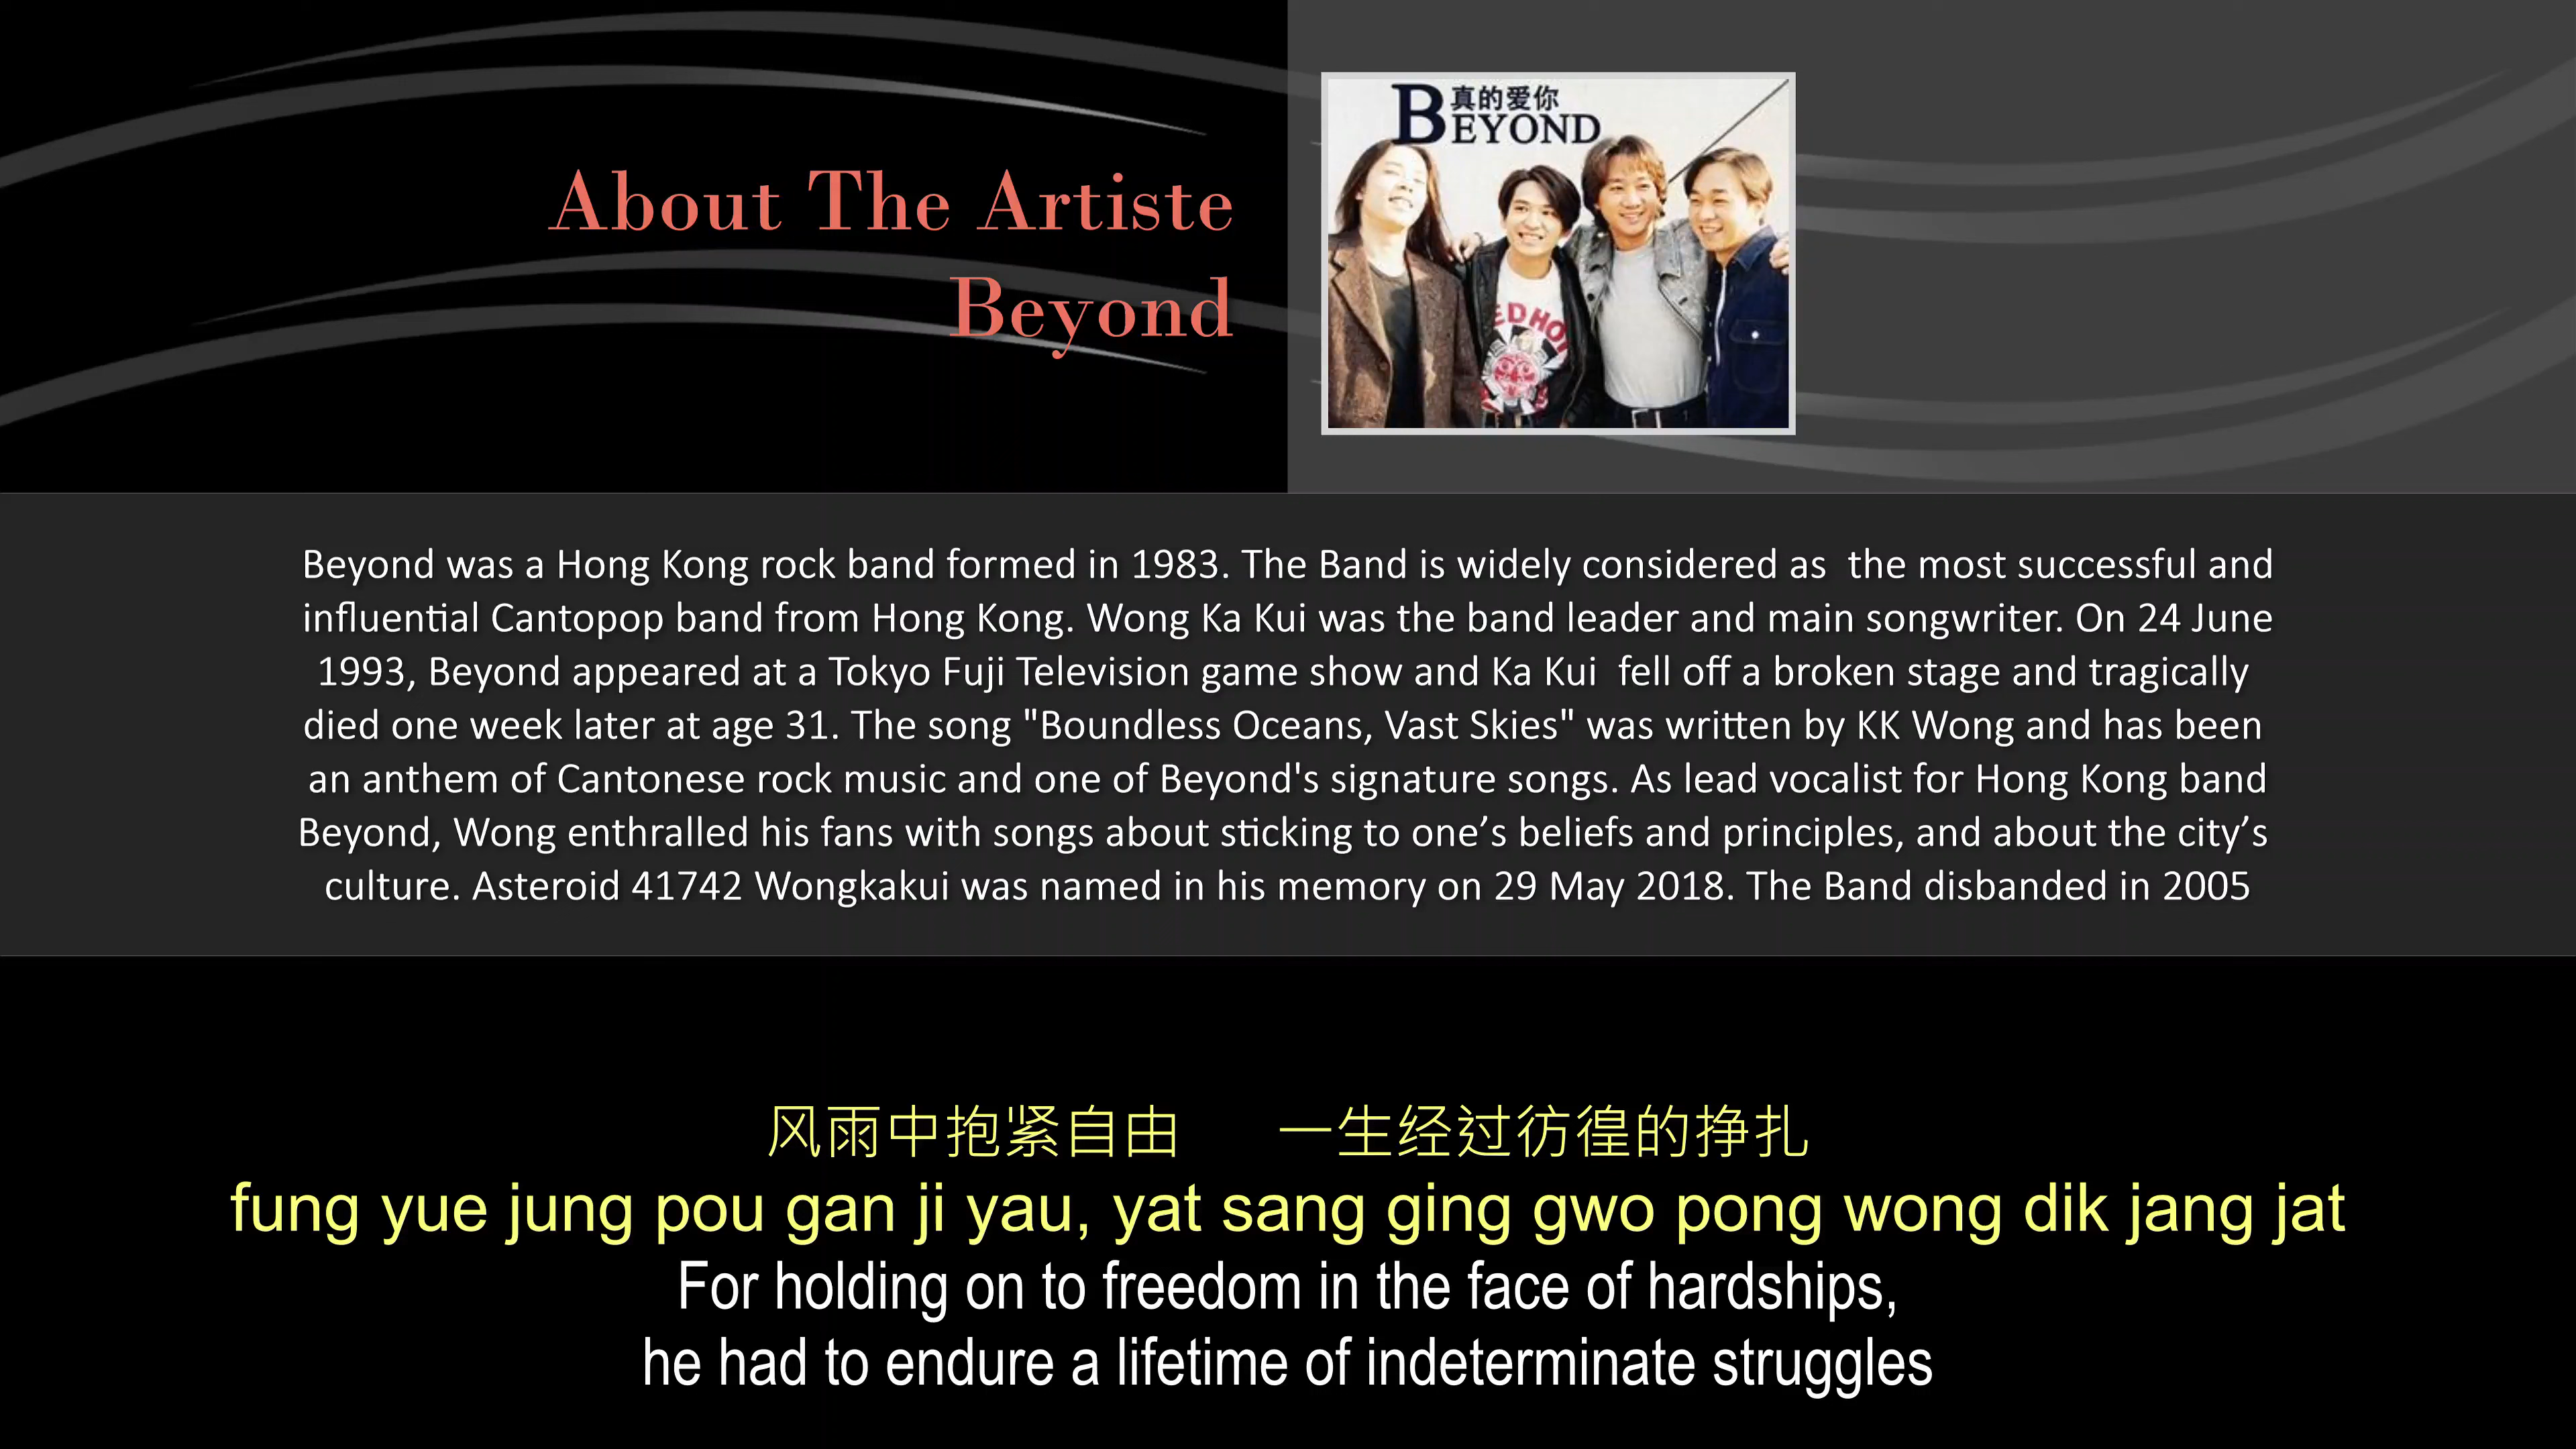 About The Artiste
Beyond
真的爱你
BEYOND
RED HOT
Beyond was a Hong Kong rock band formed in 1983. The Band is widely considered as  the most successful and
influential Cantopop band from Hong Kong. Wong Ka Kui was the band leader and main songwriter. On 24 June
1993, Beyond appeared at a Tokyo Fuji Television game show and Ka Kui  fell off a broken stage and tragically
died one week later at age 31. The song "Boundless Oceans, Vast Skies" was written by KK Wong and has been
an anthem of Cantonese rock music and one of Beyond's signature songs. As lead vocalist for Hong Kong band
Beyond, Wong enthralled his fans with songs about sticking to one’s beliefs and principles, and about the city’s
culture. Asteroid 41742 Wongkakui was named in his memory on 29 May 2018. The Band disbanded in 2005
风雨中抱紧自由 一生经过彷徨的挣扎
fung yue jung pou gan ji yau, yat sang ging gwo pong wong dik jang jat
For holding on to freedom in the face of hardships,
he had to endure a lifetime of indeterminate struggles